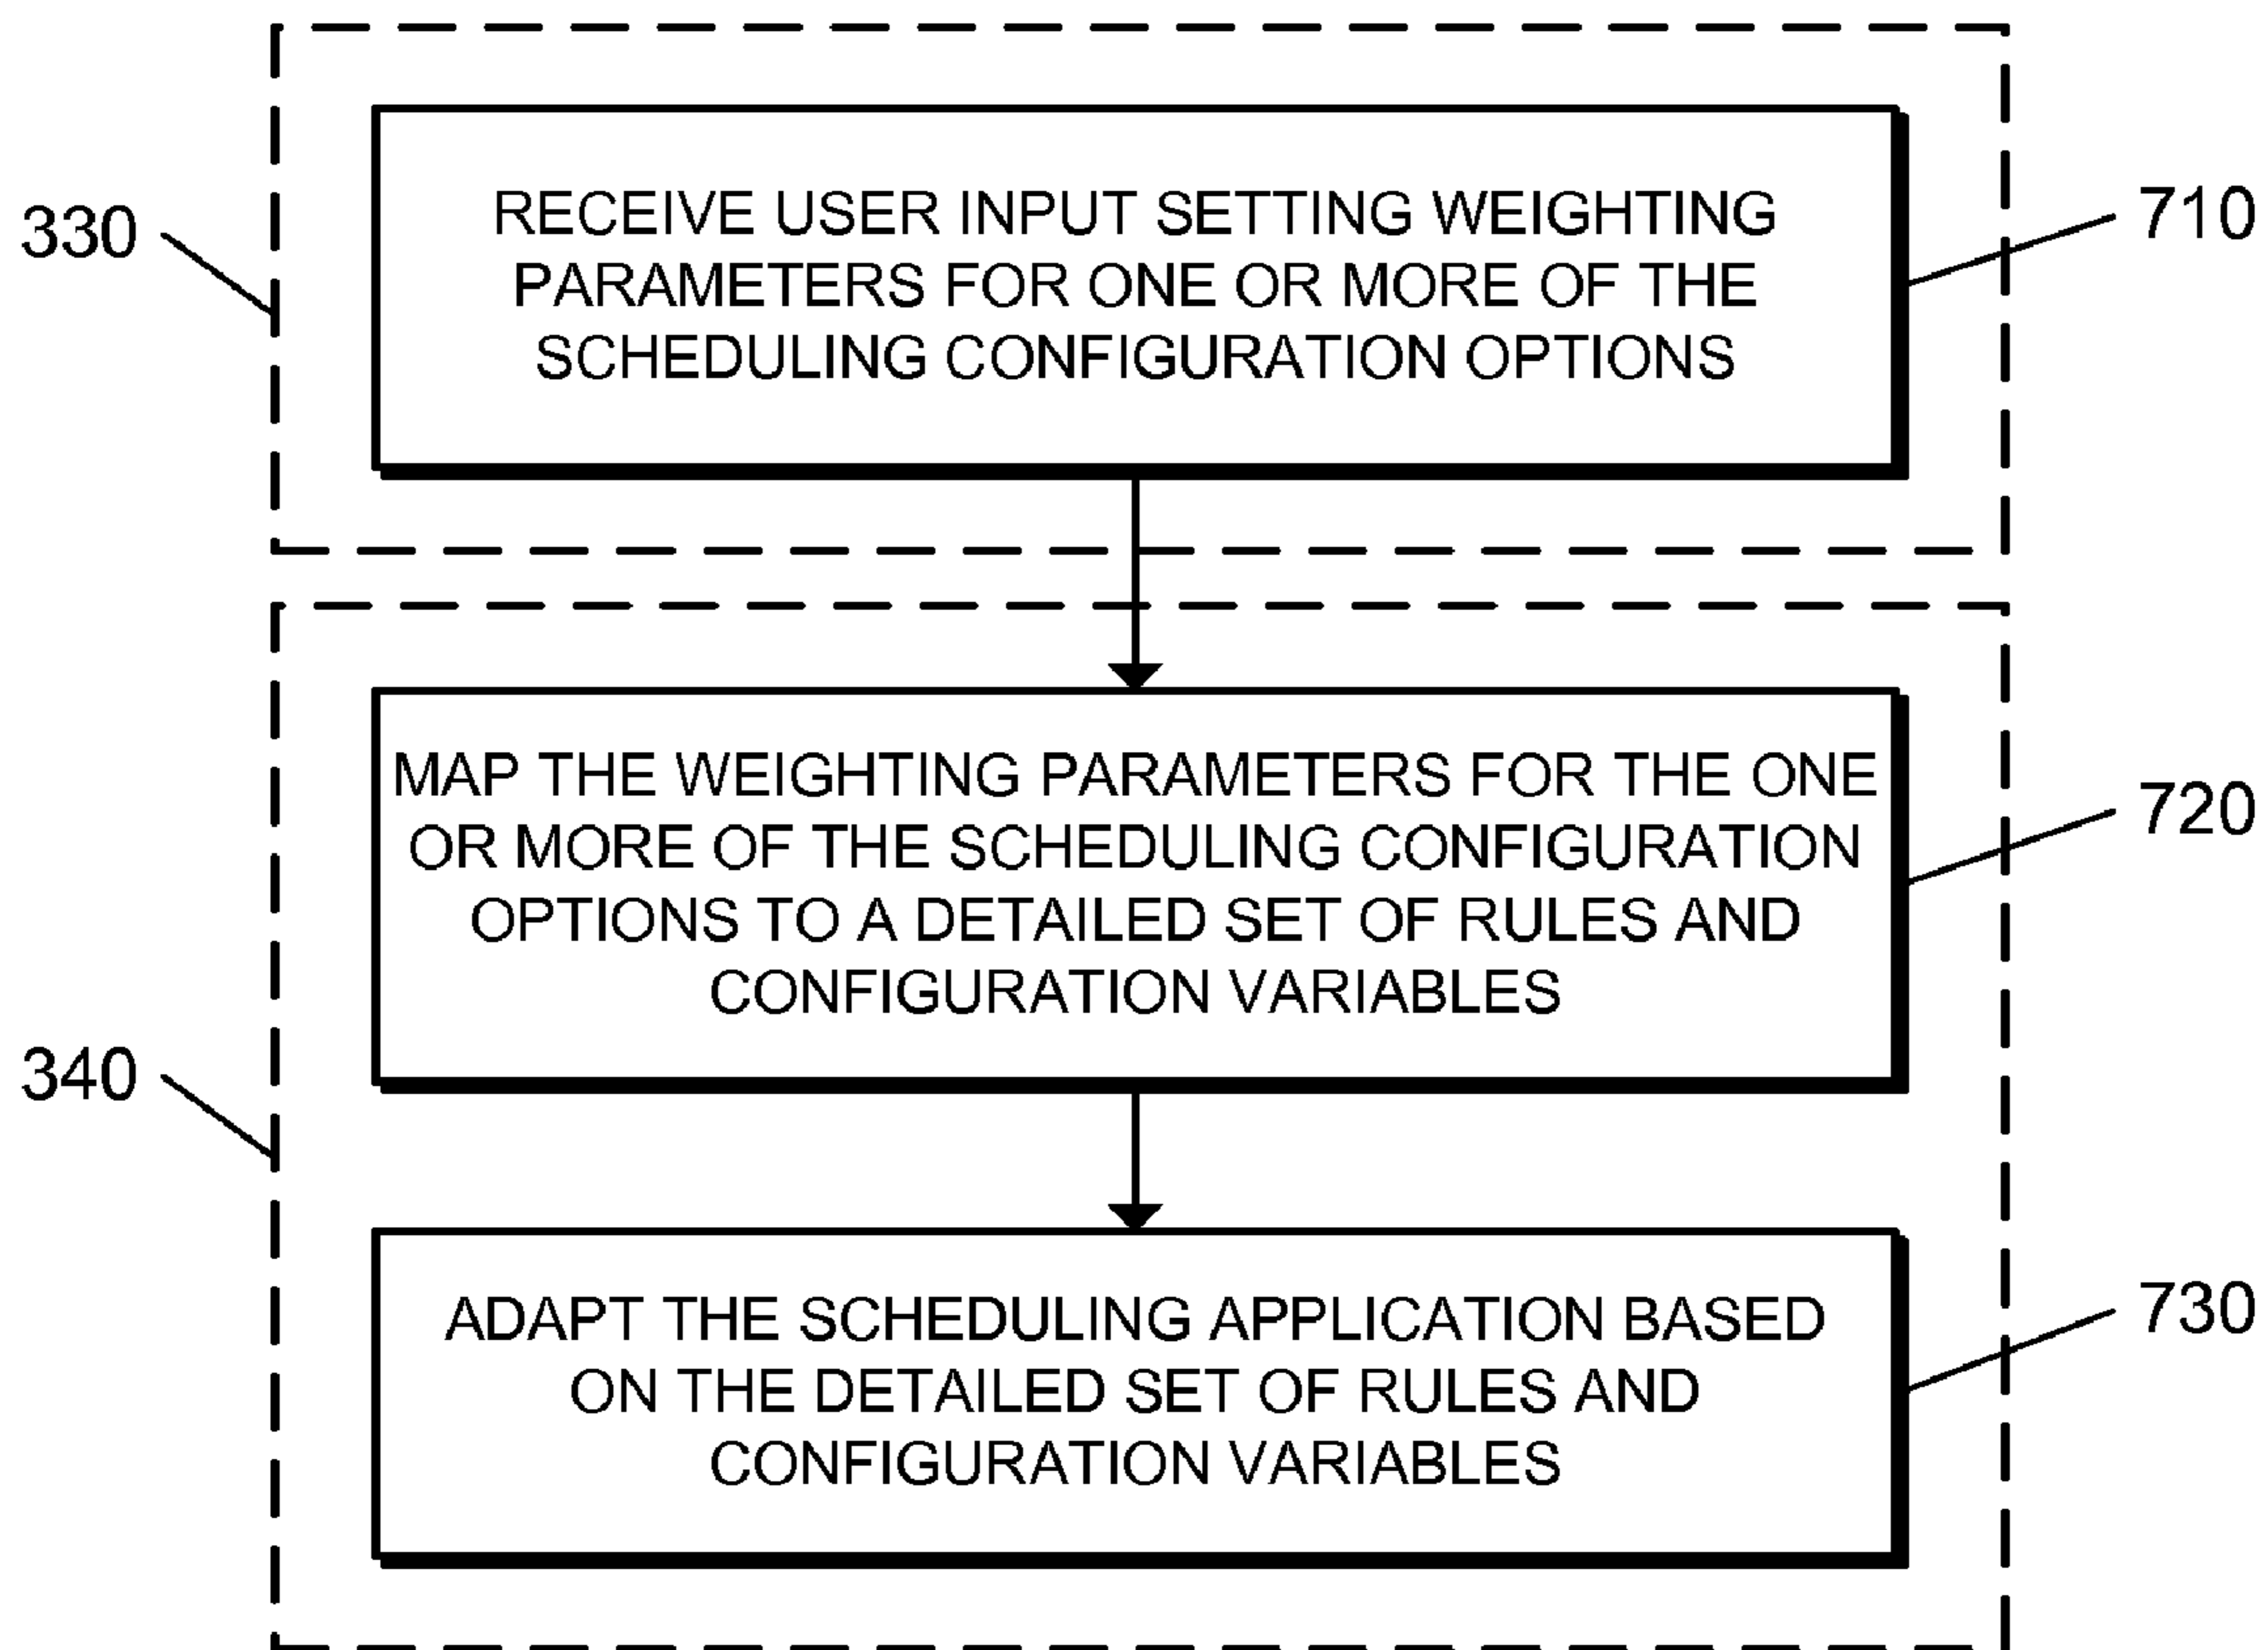 330
RECEIVE USER INPUT SETTING WEIGHTING
PARAMETERS FOR ONE OR MORE OF THE
SCHEDULING CONFIGURATION OPTIONS
710
340
MAP THE WEIGHTING PARAMETERS FOR THE ONE
OR MORE OF THE SCHEDULING CONFIGURATION
OPTIONS TO A DETAILED SET OF RULES AND
CONFIGURATION VARIABLES
720
ADAPT THE SCHEDULING APPLICATION BASED
ON THE DETAILED SET OF RULES AND
CONFIGURATION VARIABLES
730